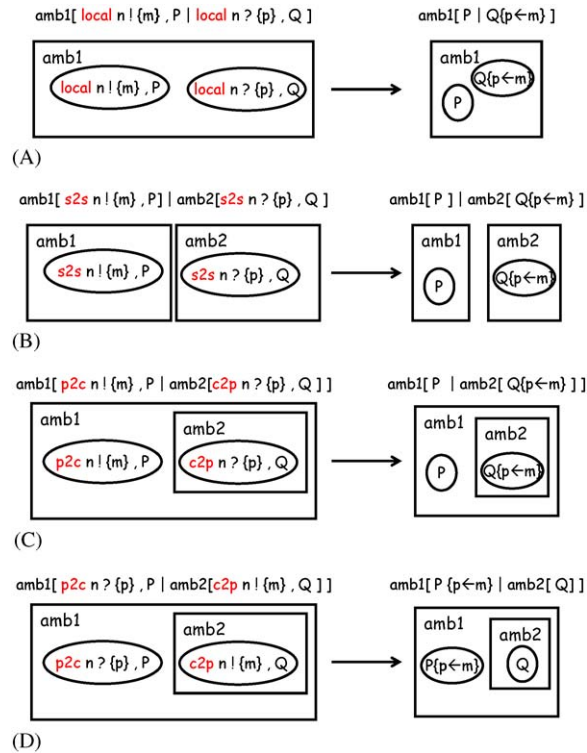 amb1[ local n ! {m} , P | local n ? {p} , Q ]
amb1[ P | Q{p←m} ]
amb1
local n ! {m} , P
local n ? {p} , Q
amb1
P
Q{p←m}
(A)
amb1[ s2s n ! {m} , P] | amb2[s2s n ? {p} , Q ]
amb1[ P ] | amb2[ Q{p←m} ]
amb1
s2s n ! {m} , P
amb2
s2s n ? {p} , Q
amb1
P
amb2
Q{p←m}
(B)
amb1[ p2c n ! {m} , P | amb2[c2p n ? {p} , Q ] ]
amb1[ P | amb2[ Q{p←m} ] ]
amb1
p2c n ! {m} , P
amb2
c2p n ? {p} , Q
amb1
P
amb2
Q{p←m}
(C)
amb1[ p2c n ? {p} , P | amb2[c2p n ! {m} , Q] ]
amb1[ P {p←m} | amb2[ Q] ]
amb1
p2c n ? {p} , P
amb2
c2p n ! {m} , Q
amb1
P{p←m}
amb2
Q
(D)